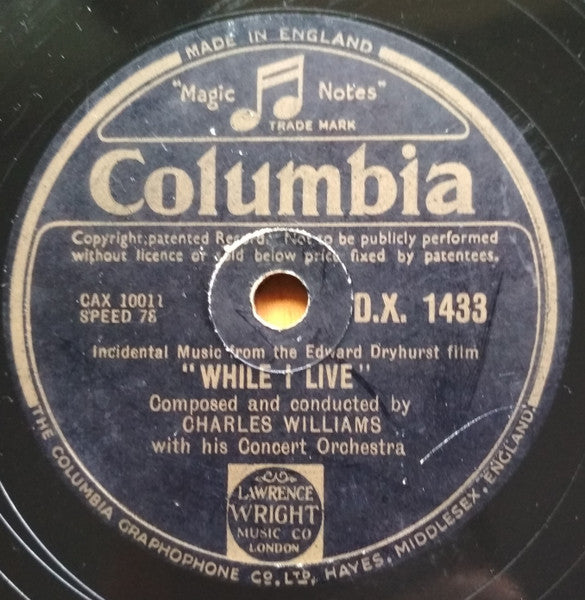 MADE IN ENGLAND
"Magic Notes"
TRADE MARK
Columbia
Copyright, patented Record. Not to be publicly performed
without licence or sold below price fixed by patentees.
CAX 10011
SPEED 78
D.X. 1433
Incidental Music from the Edward Dryhurst film
"WHILE I LIVE"
Composed and conducted by
CHARLES WILLIAMS
with his Concert Orchestra
LAWRENCE
WRIGHT
MUSIC CO
LONDON
THE COLUMBIA GRAPHOPHONE CO., LTD., HAYES, MIDDLESEX, ENGLAND.